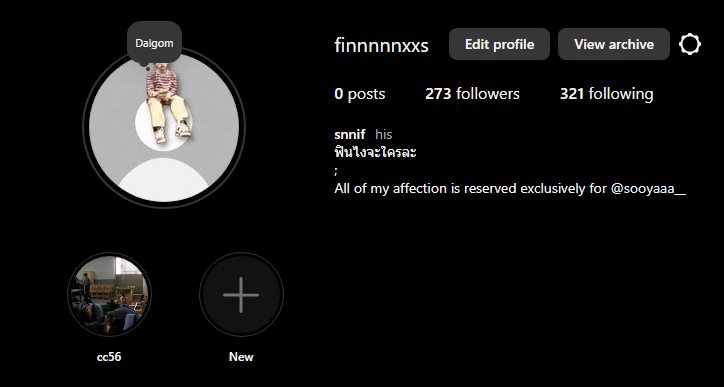 Dalgom
finnnnnxxs Edit profile View archive
0 posts 273 followers 321 following
snnif his
ฟินไงจะใครละ
;
All of my affection is reserved exclusively for @sooyaaa__
cc56 New